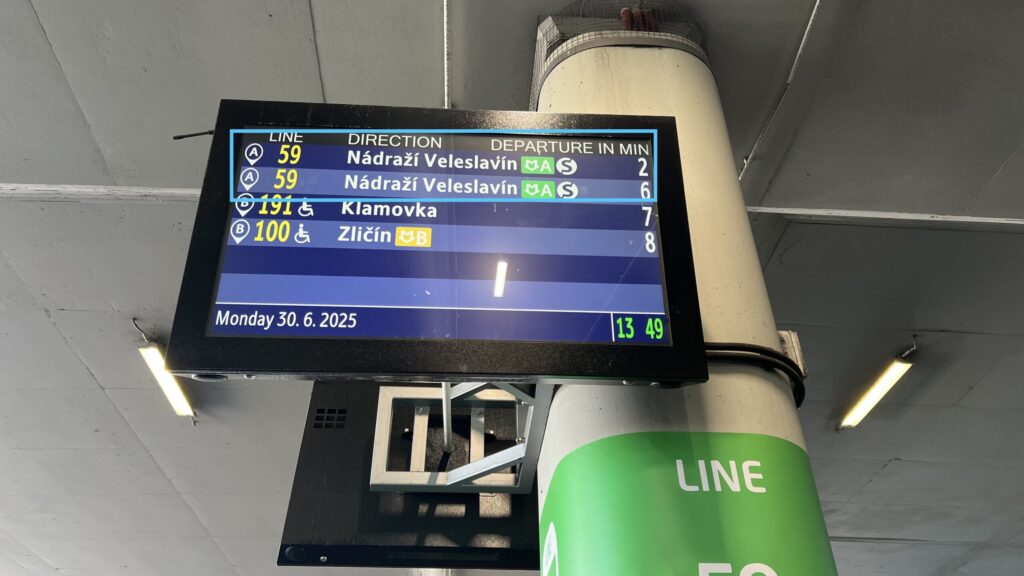 LINE DIRECTION DEPARTURE IN MIN
A 59 Nádraží Veleslavín A S 2
A 59 Nádraží Veleslavín A S 6
B 191 Klamovka 7
B 100 Zličín B 8
Monday 30. 6. 2025 13 49
LINE
59